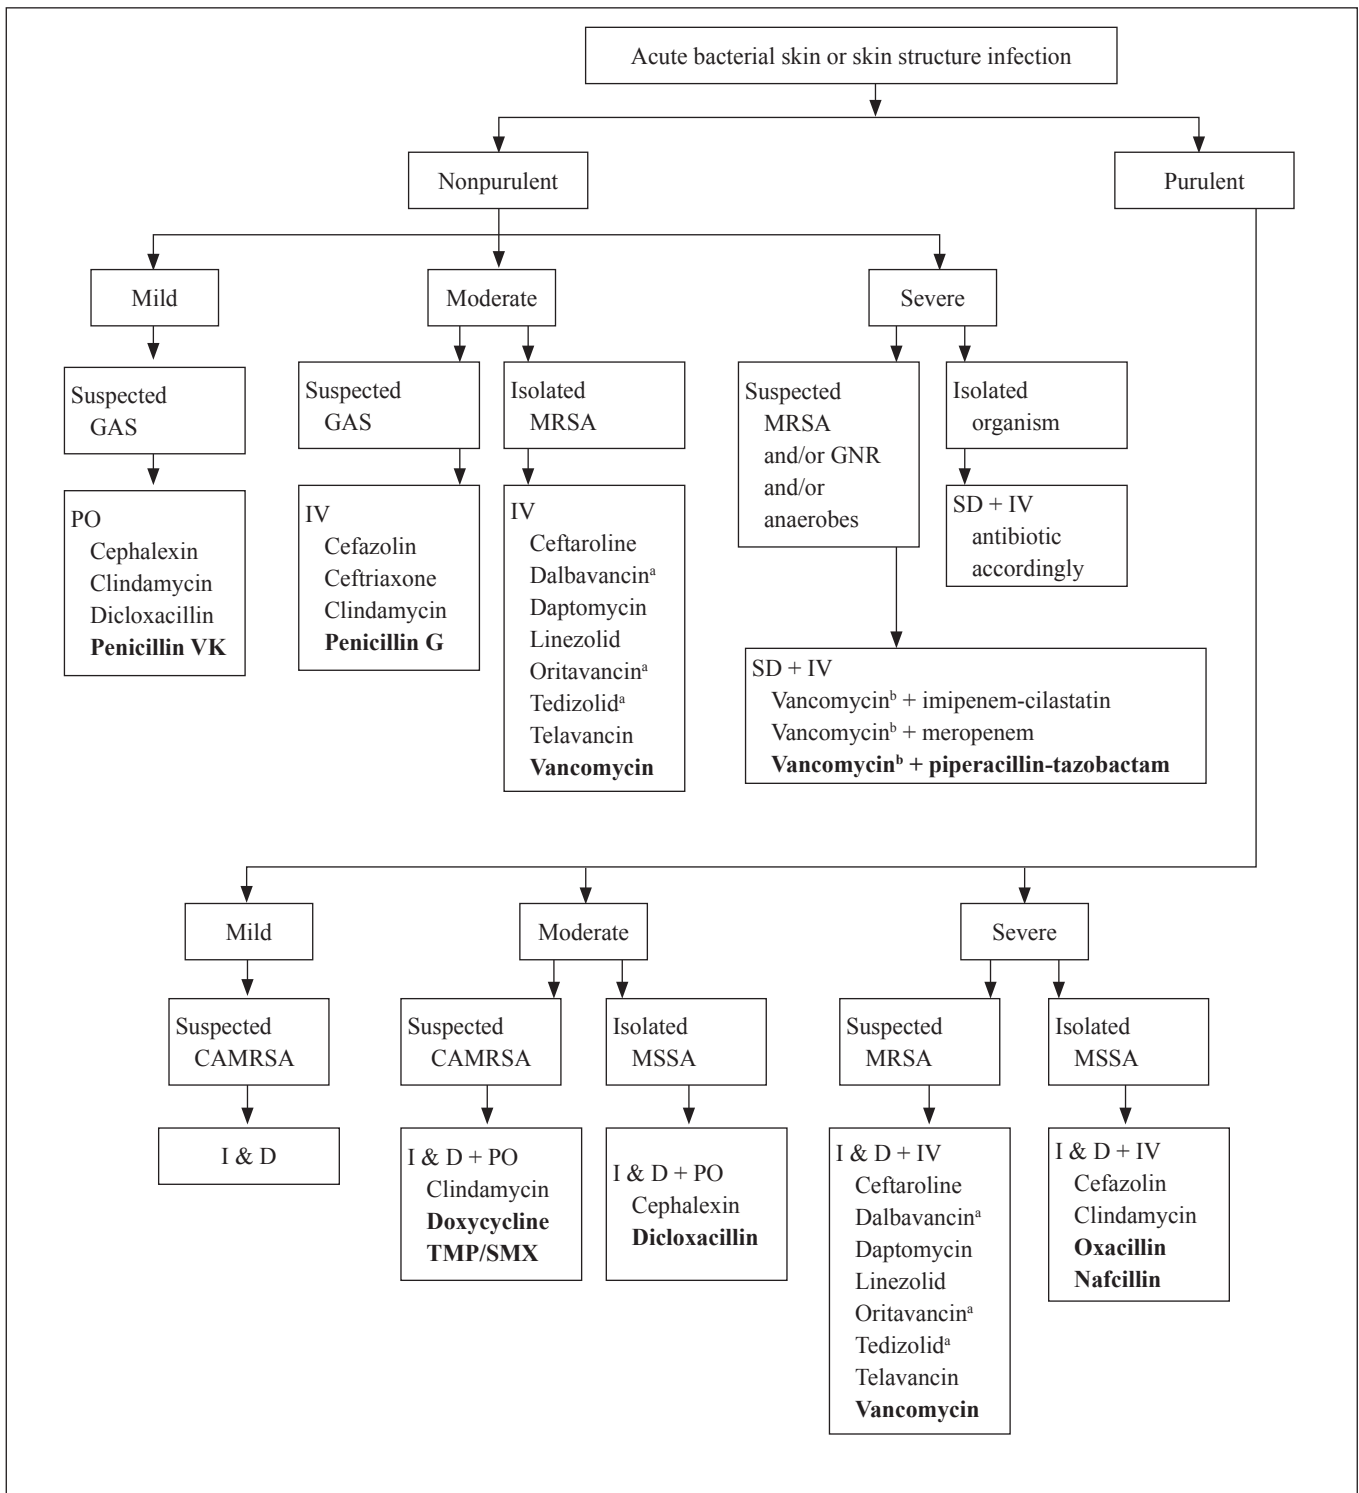 Acute bacterial skin or skin structure infection
Nonpurulent
Purulent
Mild
Moderate
Severe
Suspected
GAS
Suspected
GAS
Isolated
MRSA
Suspected
MRSA
and/or GNR
and/or
anaerobes
Isolated
organism
PO
Cephalexin
Clindamycin
Dicloxacillin
Penicillin VK
IV
Cefazolin
Ceftriaxone
Clindamycin
Penicillin G
IV
Ceftaroline
Dalbavancinᵃ
Daptomycin
Linezolid
Oritavancinᵃ
Tedizolidᵃ
Telavancin
Vancomycin
SD + IV
antibiotic
accordingly
SD + IV
Vancomycinᵇ + imipenem-cilastatin
Vancomycinᵇ + meropenem
Vancomycinᵇ + piperacillin-tazobactam
Mild
Moderate
Severe
Suspected
CAMRSA
Suspected
CAMRSA
Isolated
MSSA
Suspected
MRSA
Isolated
MSSA
I & D
I & D + PO
Clindamycin
Doxycycline
TMP/SMX
I & D + PO
Cephalexin
Dicloxacillin
I & D + IV
Ceftaroline
Dalbavancinᵃ
Daptomycin
Linezolid
Oritavancinᵃ
Tedizolidᵃ
Telavancin
Vancomycin
I & D + IV
Cefazolin
Clindamycin
Oxacillin
Nafcillin